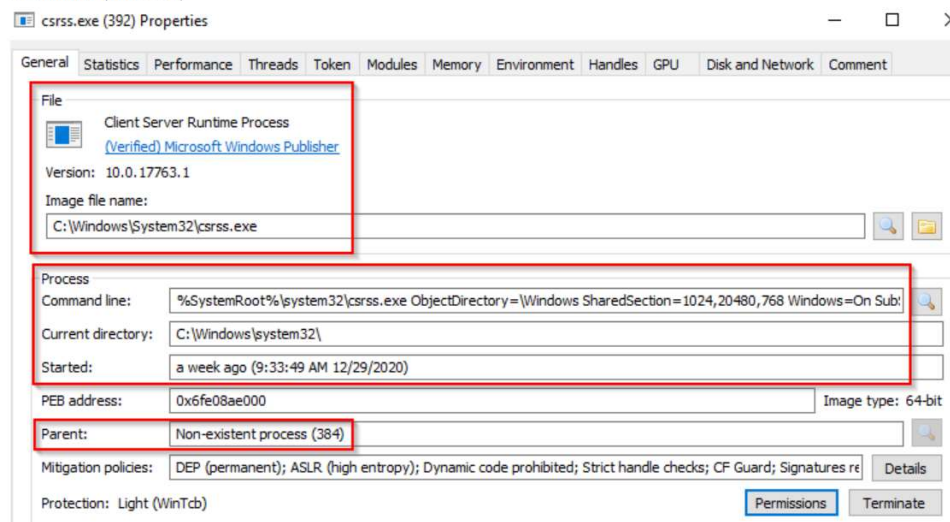 csrss.exe (392) Properties
General Statistics Performance Threads Token Modules Memory Environment Handles GPU Disk and Network Comment
File
Client Server Runtime Process
(Verified) Microsoft Windows Publisher
Version: 10.0.17763.1
Image file name:
C:\Windows\System32\csrss.exe
Process
Command line: %SystemRoot%\system32\csrss.exe ObjectDirectory=\Windows SharedSection=1024,20480,768 Windows=On Sub
Current directory: C:\Windows\system32\
Started: a week ago (9:33:49 AM 12/29/2020)
PEB address: 0x6fe08ae000 Image type: 64-bit
Parent: Non-existent process (384)
Mitigation policies: DEP (permanent); ASLR (high entropy); Dynamic code prohibited; Strict handle checks; CF Guard; Signatures re Details
Protection: Light (WinTcb) Permissions Terminate